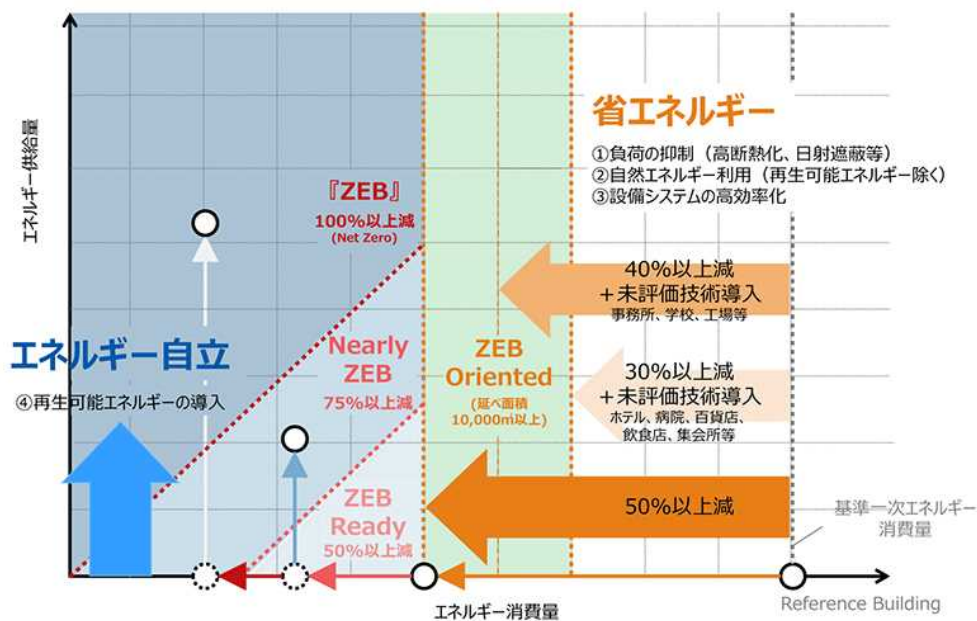 エネルギー供給量
省エネルギー
①負荷の抑制（高断熱化、日射遮蔽等）
②自然エネルギー利用（再生可能エネルギー除く）
③設備システムの高効率化
『ZEB』
100%以上減
(Net Zero)
40%以上減
＋未評価技術導入
事務所、学校、工場等
エネルギー自立
④再生可能エネルギーの導入
Nearly
ZEB
75%以上減
ZEB
Oriented
(延べ面積
10,000㎡以上)
30%以上減
＋未評価技術導入
ホテル、病院、百貨店、
飲食店、集会所等
ZEB
Ready
50%以上減
50%以上減
基準一次エネルギー
消費量
エネルギー消費量
Reference Building